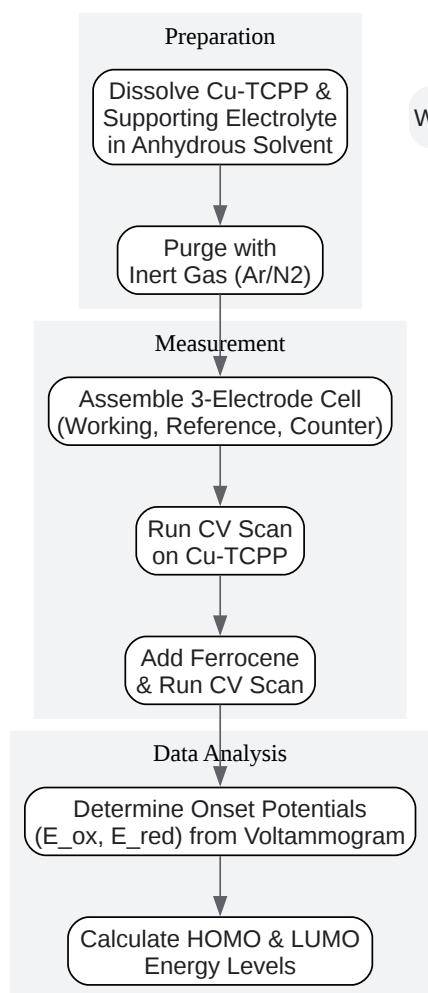 Preparation
Dissolve Cu-TCPP &
Supporting Electrolyte
in Anhydrous Solvent
Purge with
Inert Gas (Ar/N2)
Measurement
Assemble 3-Electrode Cell
(Working, Reference, Counter)
Run CV Scan
on Cu-TCPP
Add Ferrocene
& Run CV Scan
Data Analysis
Determine Onset Potentials
(E_ox, E_red) from Voltammogram
Calculate HOMO & LUMO
Energy Levels